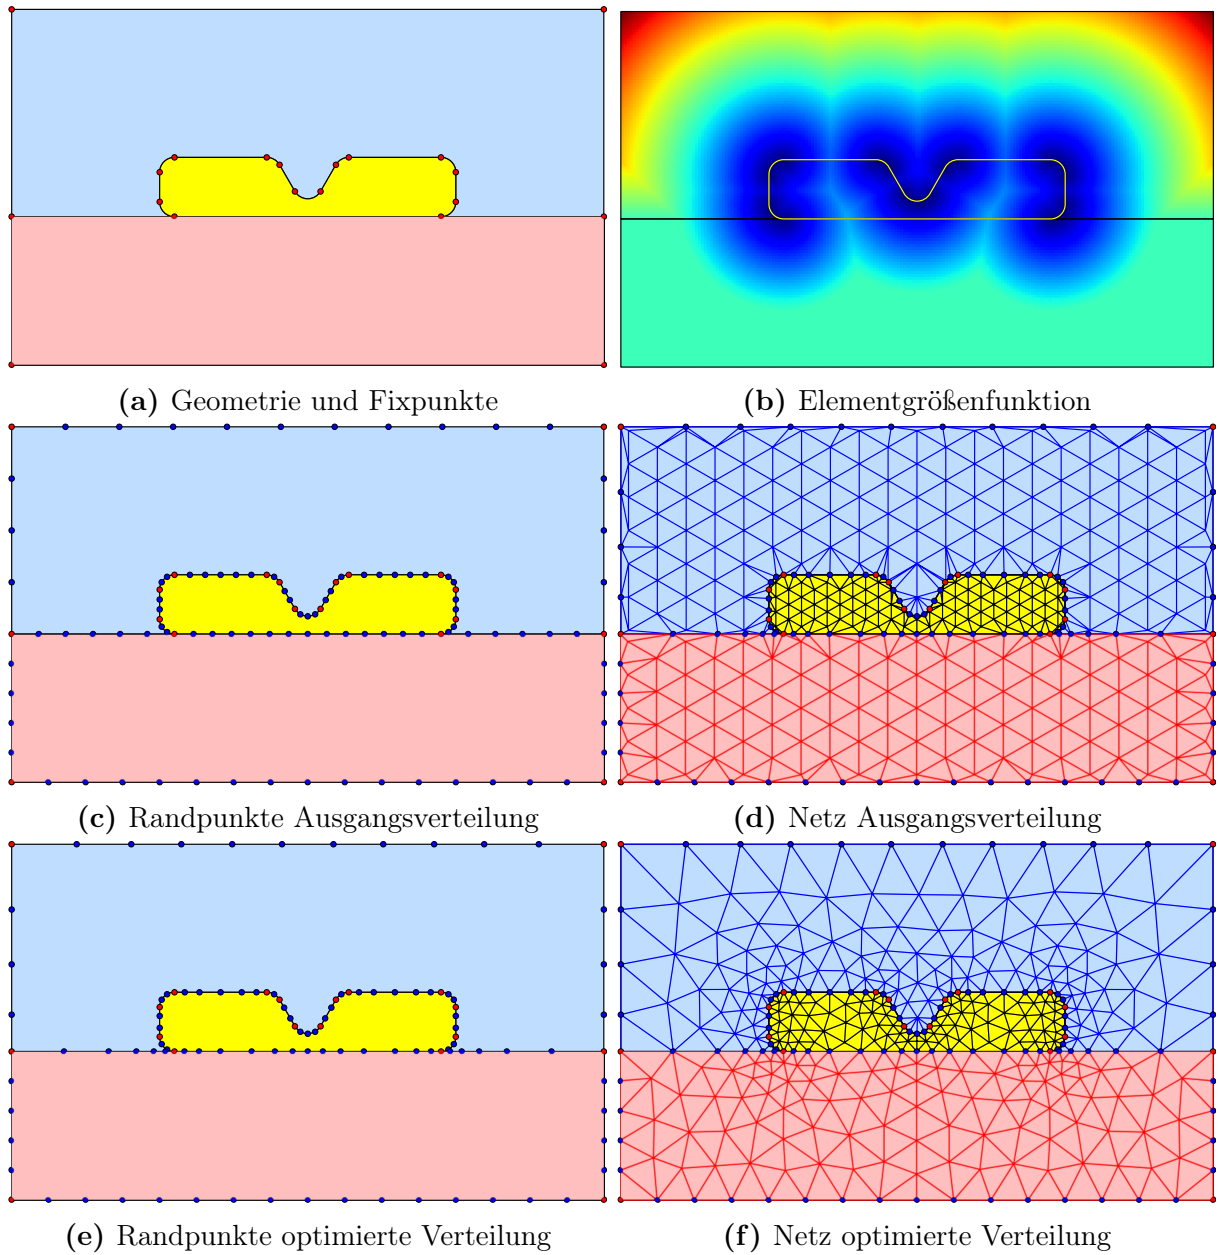 (a) Geometrie und Fixpunkte
(b) Elementgrößenfunktion
(c) Randpunkte Ausgangsverteilung
(d) Netz Ausgangsverteilung
(e) Randpunkte optimierte Verteilung
(f) Netz optimierte Verteilung